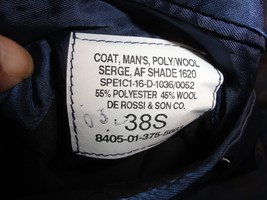 COAT, MAN'S, POLY/WOOL
SERGE, AF SHADE 1620
SPE1C1-16-D-1036/0052
55% POLYESTER 45% WOOL
DE ROSSI & SON CO.
38S
8405-01-375-